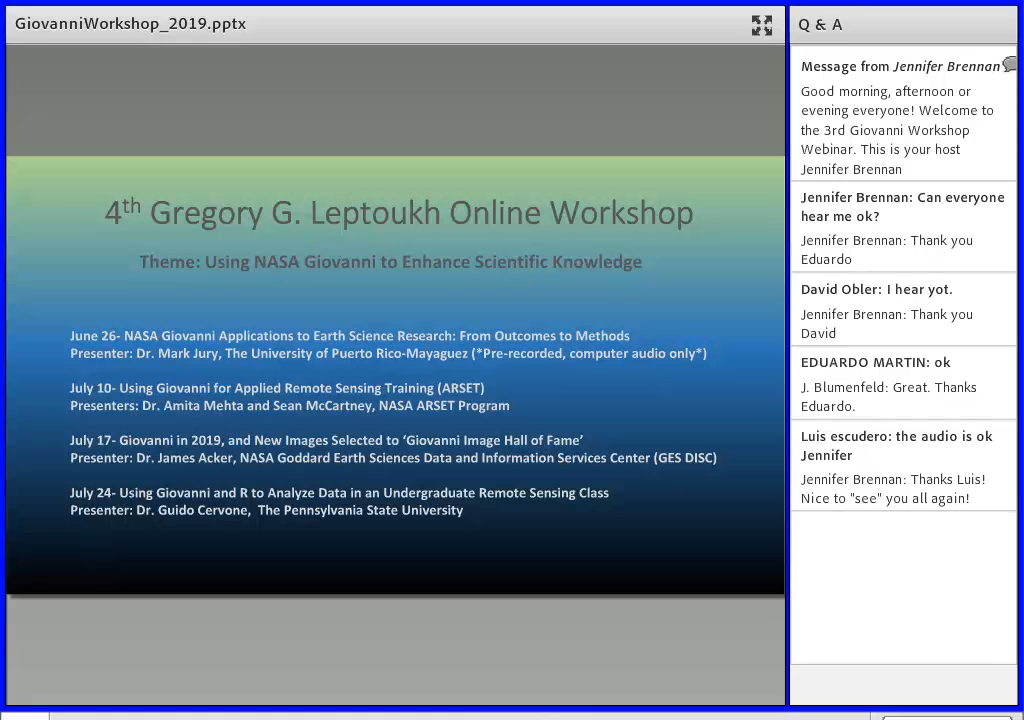 GiovanniWorkshop_2019.pptx
4th Gregory G. Leptoukh Online Workshop
Theme: Using NASA Giovanni to Enhance Scientific Knowledge
June 26- NASA Giovanni Applications to Earth Science Research: From Outcomes to Methods
Presenter: Dr. Mark Jury, The University of Puerto Rico-Mayaguez (*Pre-recorded, computer audio only*)
July 10- Using Giovanni for Applied Remote Sensing Training (ARSET)
Presenters: Dr. Amita Mehta and Sean McCartney, NASA ARSET Program
July 17- Giovanni in 2019, and New Images Selected to ‘Giovanni Image Hall of Fame’
Presenter: Dr. James Acker, NASA Goddard Earth Sciences Data and Information Services Center (GES DISC)
July 24- Using Giovanni and R to Analyze Data in an Undergraduate Remote Sensing Class
Presenter: Dr. Guido Cervone, The Pennsylvania State University
Q & A
Message from Jennifer Brennan
Good morning, afternoon or
evening everyone! Welcome to
the 3rd Giovanni Workshop
Webinar. This is your host
Jennifer Brennan
Jennifer Brennan: Can everyone
hear me ok?
Jennifer Brennan: Thank you
Eduardo
David Obler: I hear yot.
Jennifer Brennan: Thank you
David
EDUARDO MARTIN: ok
J. Blumenfeld: Great. Thanks
Eduardo.
Luis escudero: the audio is ok
Jennifer
Jennifer Brennan: Thanks Luis!
Nice to "see" you all again!